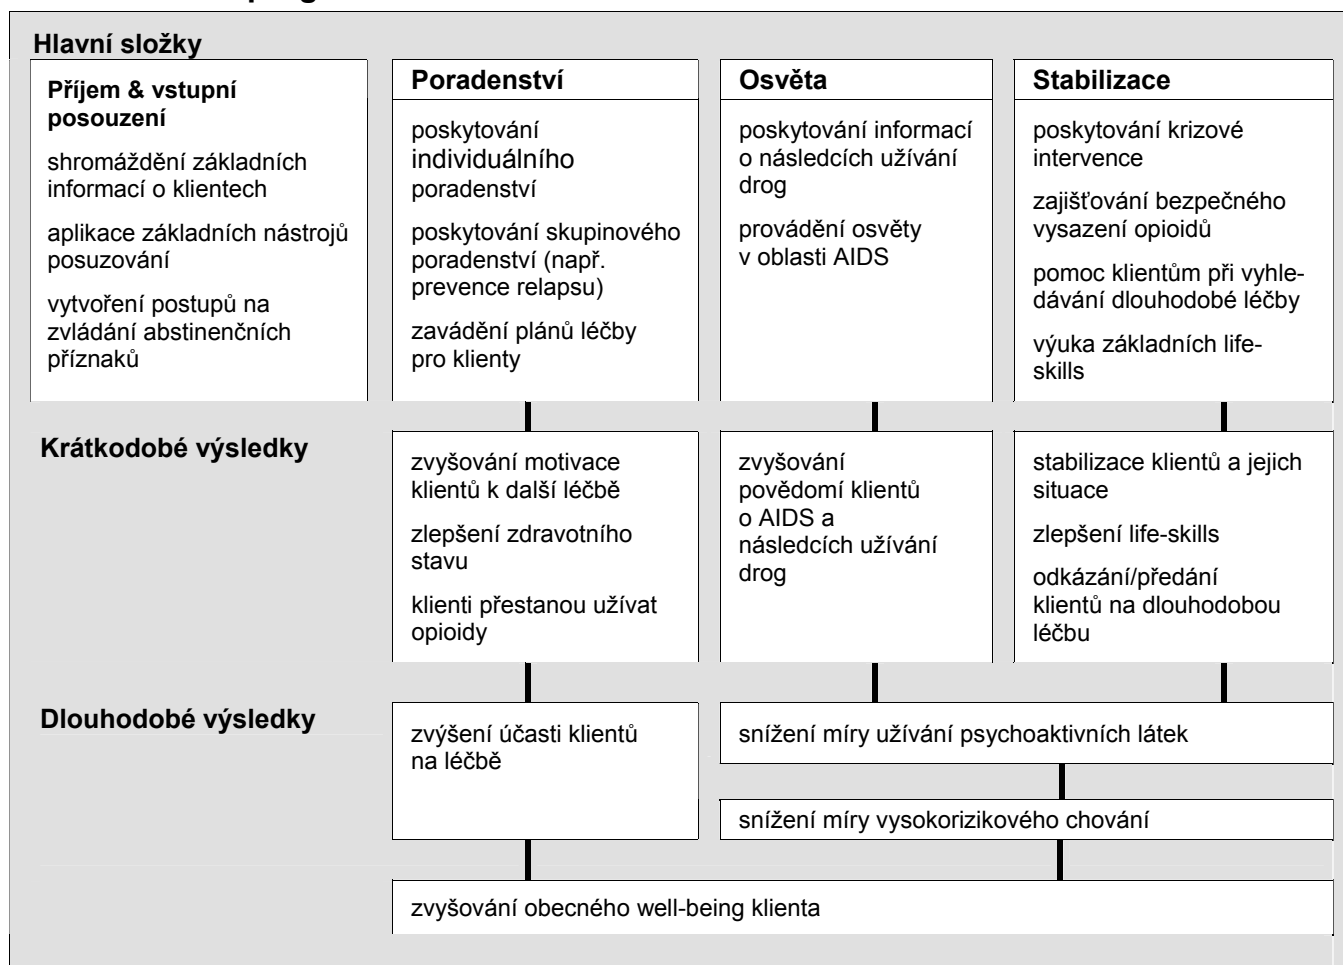 Hlavní složky
Příjem & vstupní
posouzení
shromáždění základních
informací o klientech
aplikace základních nástrojů
posuzování
vytvoření postupů na
zvládání abstinenčních
příznaků
Poradenství
poskytování
individuálního
poradenství
poskytování skupinového
poradenství (např.
prevence relapsu)
zavádění plánů léčby
pro klienty
Osvěta
poskytování informací
o následcích užívání
drog
provádění osvěty
v oblasti AIDS
Stabilizace
poskytování krizové
intervence
zajišťování bezpečného
vysazení opioidů
pomoc klientům při vyhle-
dávání dlouhodobé léčby
výuka základních life-
skills
Krátkodobé výsledky
zvyšování motivace
klientů k další léčbě
zlepšení zdravotního
stavu
klienti přestanou užívat
opioidy
zvyšování
povědomí klientů
o AIDS a
následcích užívání
drog
stabilizace klientů a jejich
situace
zlepšení life-skills
odkázání/předání
klientů na dlouhodobou
léčbu
Dlouhodobé výsledky
zvýšení účasti klientů
na léčbě
snížení míry užívání psychoaktivních látek
snížení míry vysokorizikového chování
zvyšování obecného well-being klienta